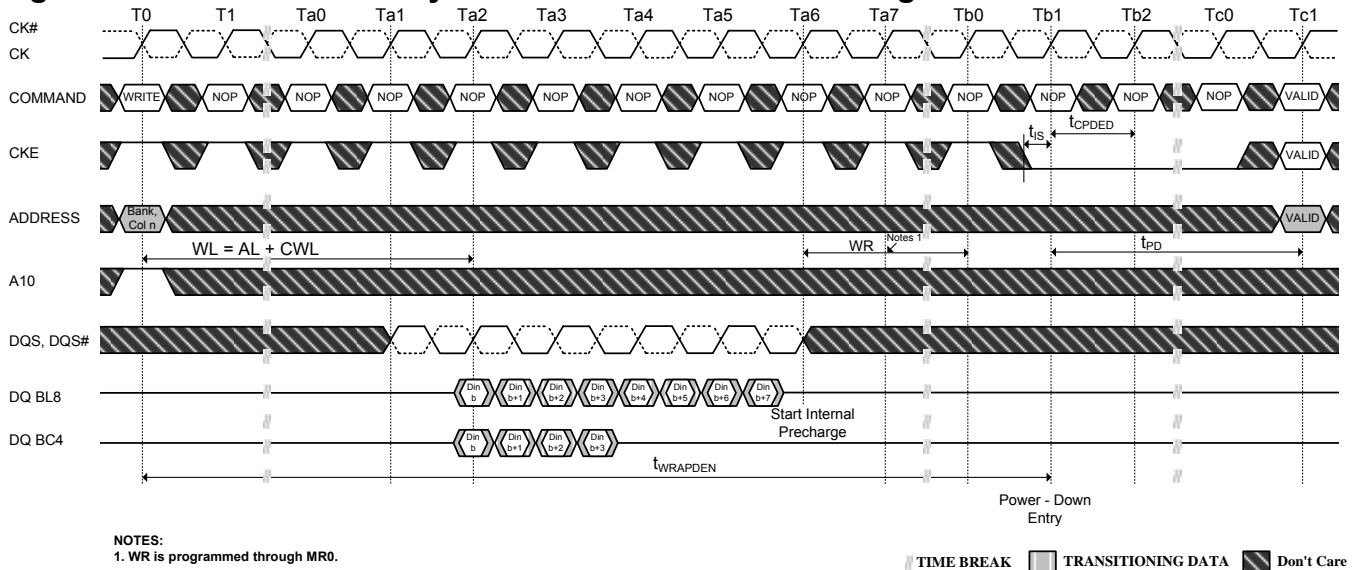 T0 T1 Ta0 Ta1 Ta2 Ta3 Ta4 Ta5 Ta6 Ta7 Tb0 Tb1 Tb2 Tc0 Tc1
CK#
CK
COMMAND WRITE NOP NOP NOP NOP NOP NOP NOP NOP NOP NOP NOP NOP NOP VALID
tIS tCPDED
CKE VALID
ADDRESS Bank, Col n VALID
WL = AL + CWL WR Notes 1 tPD
A10
DQS, DQS#
DQ BL8 Din b Din b+1 Din b+2 Din b+3 Din b+4 Din b+5 Din b+6 Din b+7
Start Internal
Precharge
DQ BC4 Din b Din b+1 Din b+2 Din b+3
tWRAPDEN
Power - Down
Entry
NOTES:
1. WR is programmed through MR0.
TIME BREAK TRANSITIONING DATA Don't Care